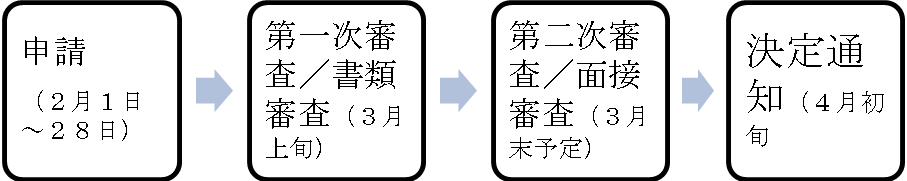 申請
（２月１日
～２８日）
第一次審
査／書類
審査（３月
上旬）
第二次審
査／面接
審査（３月
末予定）
決定通
知（４月初
旬